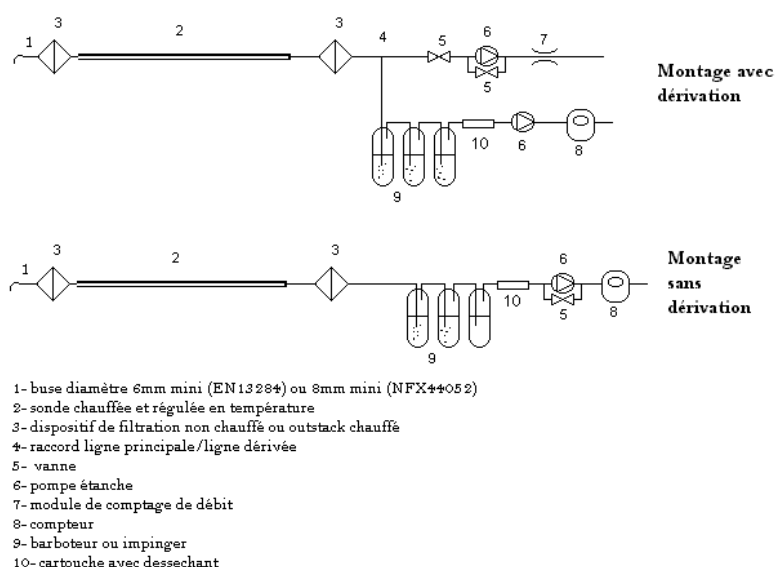 3
2
3
1
4
5
6
7
5
Montage avec
dérivation
10
6
8
9
3
2
3
1
6
Montage
sans
dérivation
10
5
8
9
1- buse diamètre 6mm mini (EN13284) ou 8mm mini (NFX44052)
2- sonde chauffée et régulée en température
3- dispositif de filtration non chauffé ou outstack chauffé
4- raccord ligne principale/ligne dérivée
5- vanne
6- pompe étanche
7- module de comptage de débit
8- compteur
9- barboteur ou impinger
10- cartouche avec dessechant